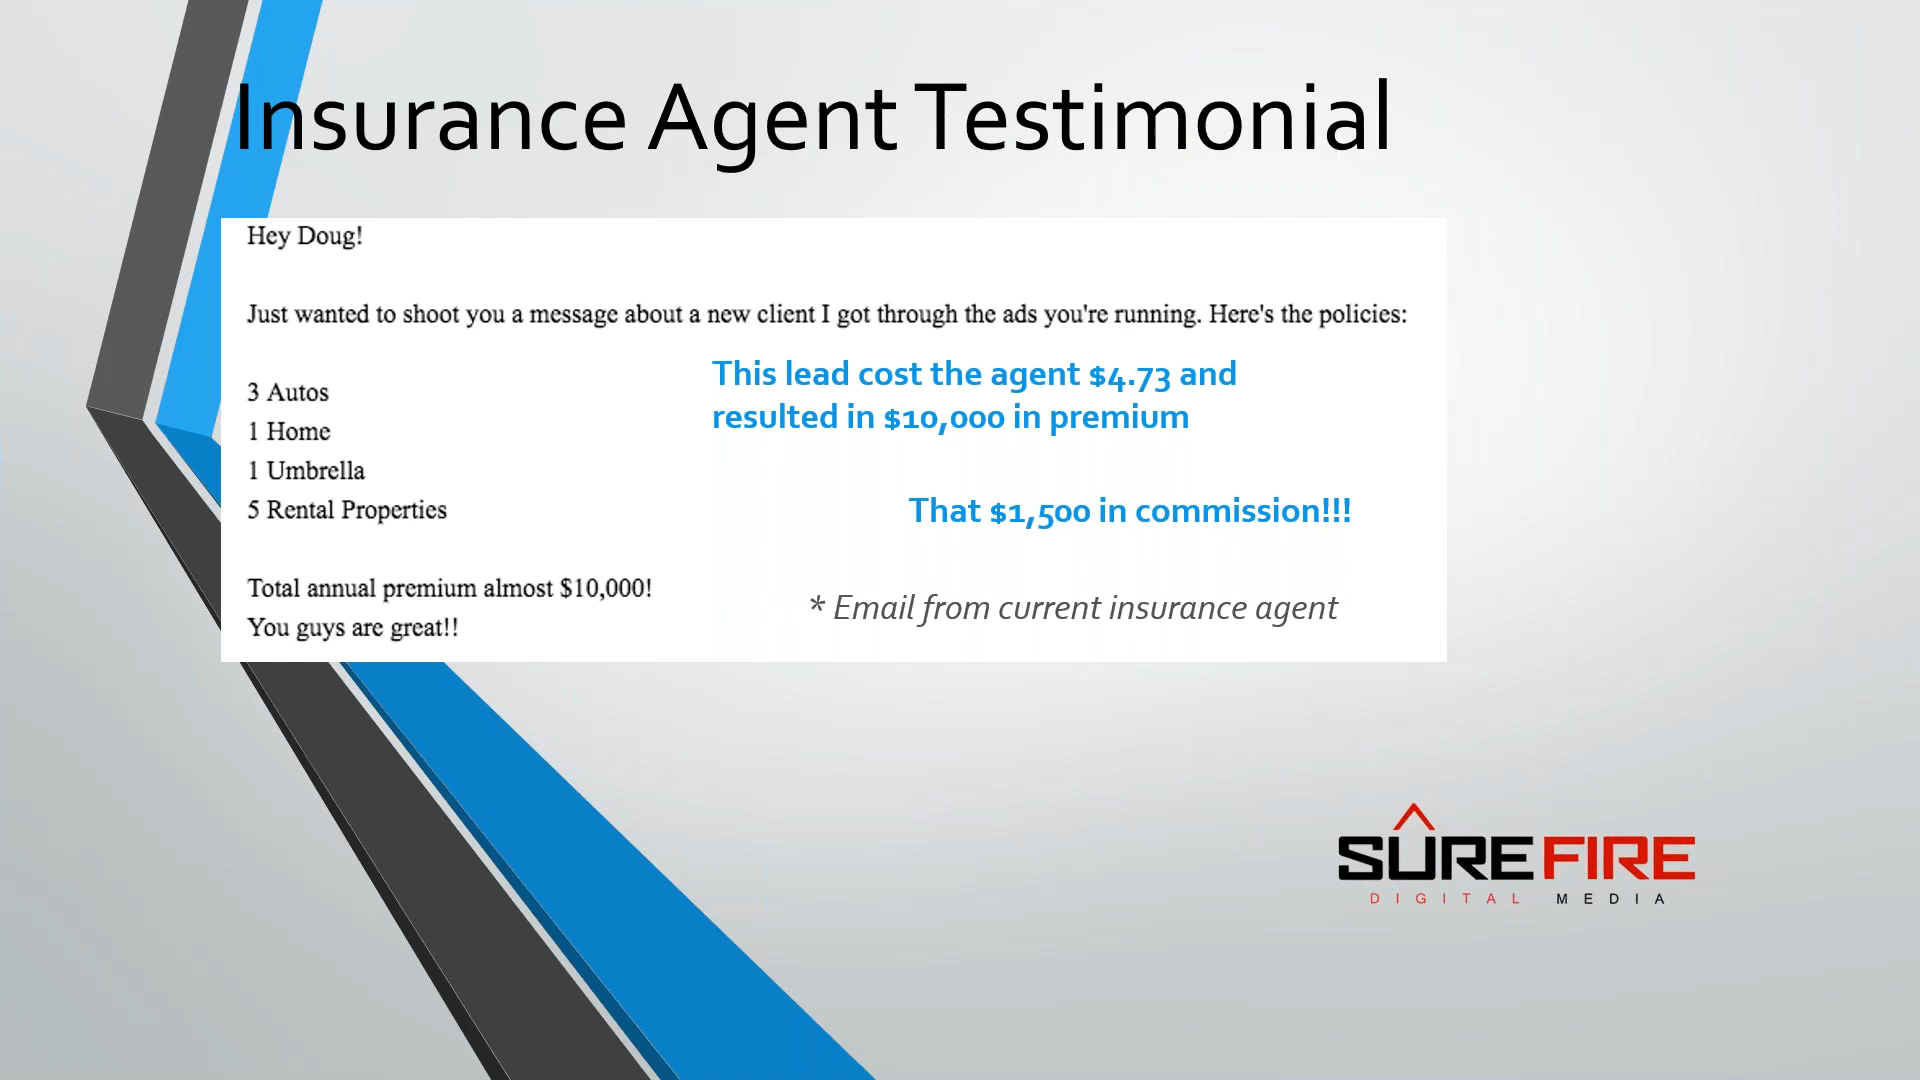 Insurance Agent Testimonial
Hey Doug!
Just wanted to shoot you a message about a new client I got through the ads you're running. Here's the policies:
This lead cost the agent $4.73 and
resulted in $10,000 in premium
3 Autos
1 Home
1 Umbrella
5 Rental Properties
That $1,500 in commission!!!
Total annual premium almost $10,000!
You guys are great!!
* Email from current insurance agent
SUREFIRE
DIGITAL MEDIA